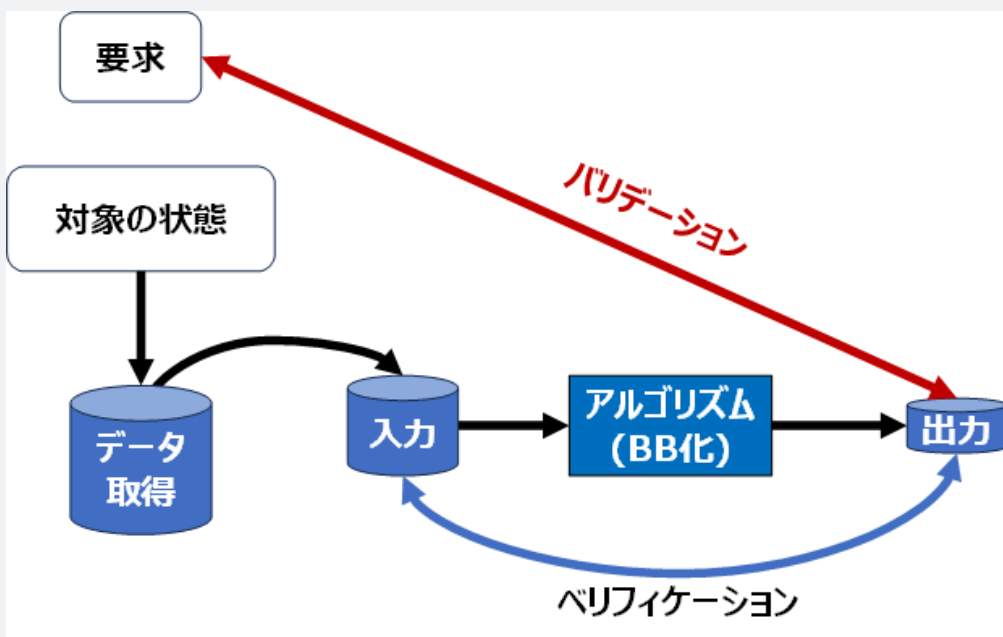 要求
バリデーション
対象の状態
データ
取得
入力
アルゴリズム
(BB化)
出力
ベリフィケーション